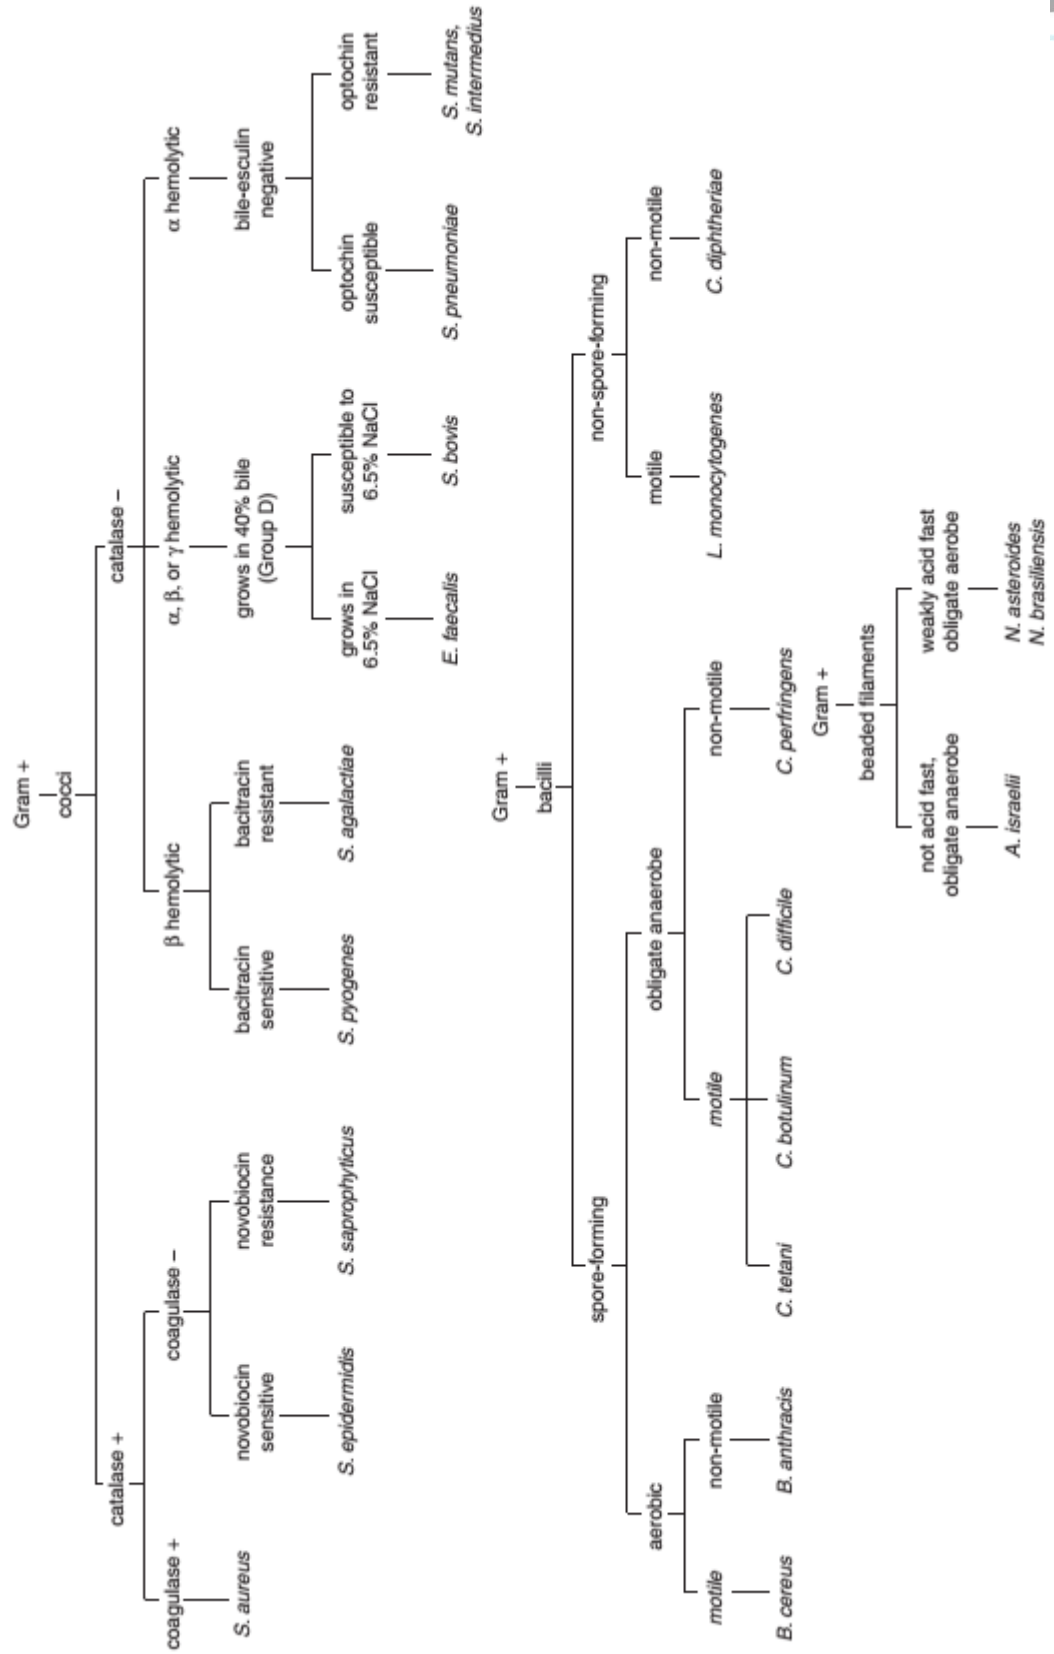 Gram +
cocci
catalase +
catalase –
coagulase +
coagulase –
β hemolytic
α, β, or γ hemolytic
α hemolytic
S. aureus
novobiocin
sensitive
novobiocin
resistance
bacitracin
sensitive
bacitracin
resistant
grows in 40% bile
(Group D)
bile-esculin
negative
S. epidermidis
S. saprophyticus
S. pyogenes
S. agalactiae
grows in
6.5% NaCl
susceptible to
6.5% NaCl
optochin
susceptible
optochin
resistant
E. faecalis
S. bovis
S. pneumoniae
S. mutans,
S. intermedius
Gram +
bacilli
spore-forming
non-spore-forming
aerobic
obligate anaerobe
motile
non-motile
motile
non-motile
motile
non-motile
B. cereus
B. anthracis
C. tetani
C. botulinum
C. difficile
C. perfringens
L. monocytogenes
C. diphtheriae
Gram +
beaded filaments
not acid fast,
obligate anaerobe
weakly acid fast
obligate aerobe
A. israelii
N. asteroides
N. brasiliensis